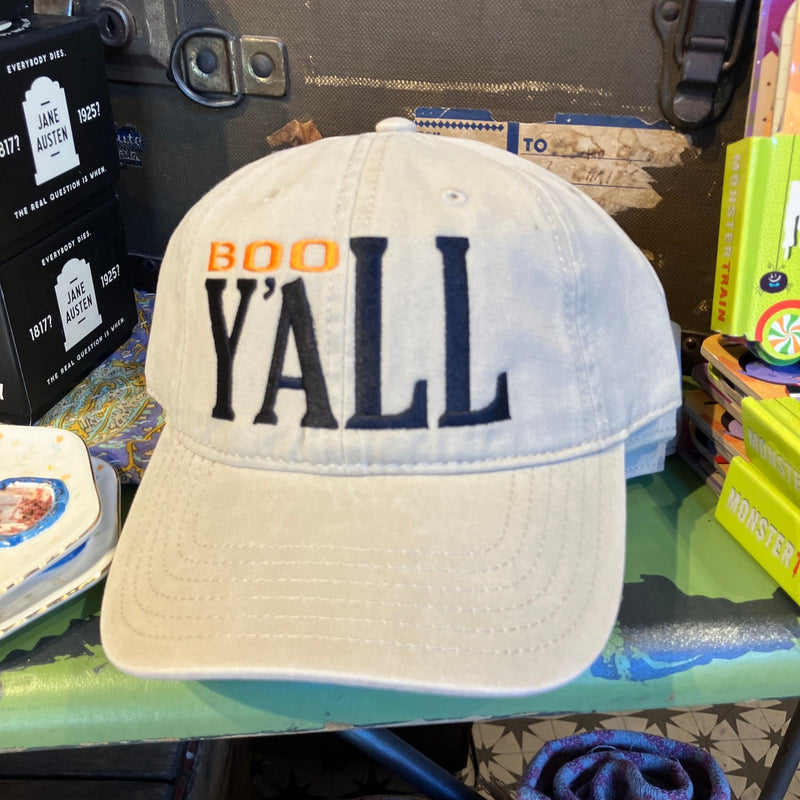 EVERYBODY DIES.
JANE
AUSTEN
1817?
1925?
THE REAL QUESTION IS WHEN.
EVERYBODY DIES.
JANE
AUSTEN
1817?
1925?
THE REAL QUESTION IS WHEN.
TO
BOO
Y'ALL
MONSTER TRAIN
MONSTER
MONSTER